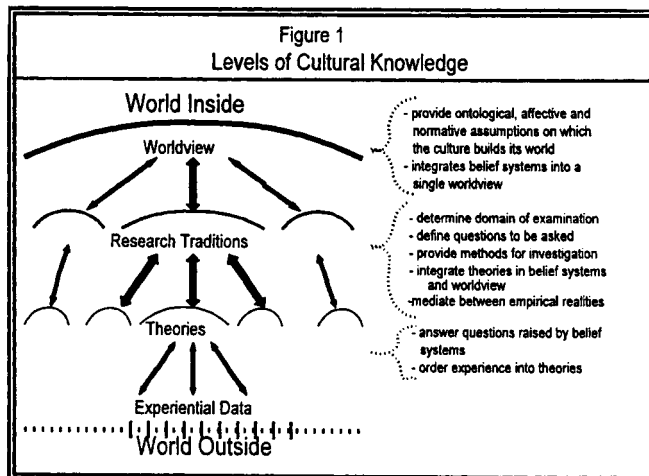 Figure 1
Levels of Cultural Knowledge
World Inside
Worldview
Research Traditions
Theories
Experiential Data
World Outside
- provide ontological, affective and
normative assumptions on which
the culture builds its world
- integrates belief systems into a
single worldview
- determine domain of examination
- define questions to be asked
- provide methods for investigation
- integrate theories in belief systems
and worldview
-mediate between empirical realities
- answer questions raised by belief
systems
- order experience into theories